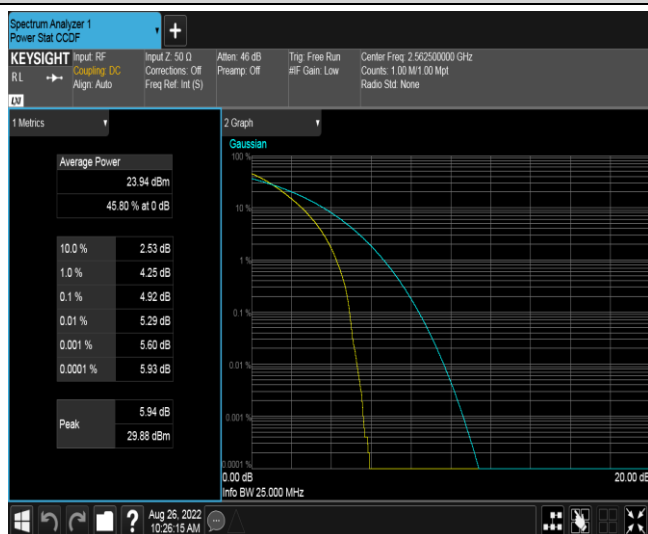 Spectrum Analyzer 1
Power Stat CCDF
KEYSIGHT
RL
LXI
Input: RF
Coupling: DC
Align: Auto
Input Z: 50 Ω
Corrections: Off
Freq Ref: Int (S)
Atten: 46 dB
Preamp: Off
Trig: Free Run
#IF Gain: Low
Center Freq: 2.562500000 GHz
Counts: 1.00 M/1.00 Mpt
Radio Std: None
1 Metrics
Average Power
23.94 dBm
45.80 % at 0 dB
10.0 % 2.53 dB
1.0 % 4.25 dB
0.1 % 4.92 dB
0.01 % 5.29 dB
0.001 % 5.60 dB
0.0001 % 5.93 dB
Peak
5.94 dB
29.88 dBm
2 Graph
Gaussian
100 %
10 %
1 %
0.1 %
0.01 %
0.001 %
0.0001 %
0.00 dB
20.00 dB
Info BW 25.000 MHz
Aug 26, 2022
10:26:15 AM